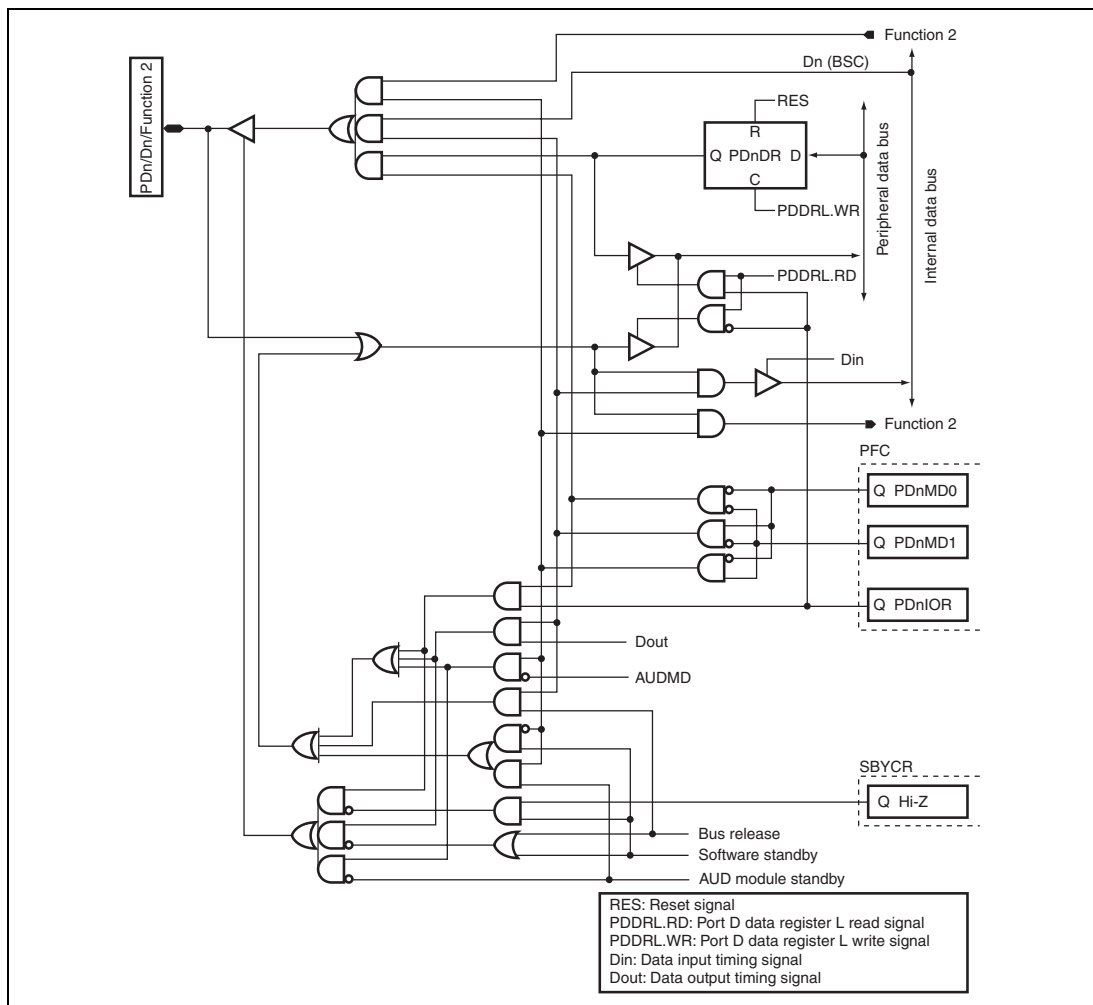 Function 2
PDn/Dn/Function 2
Dn (BSC)
RES
R
Q PDnDR D
C
PDDRL.WR
Peripheral data bus
Internal data bus
PDDRL.RD
Din
Function 2
PFC
Q PDnMD0
Q PDnMD1
Q PDnIOR
Dout
AUDMD
SBYCR
Q Hi-Z
Bus release
Software standby
AUD module standby
RES: Reset signal
PDDRL.RD: Port D data register L read signal
PDDRL.WR: Port D data register L write signal
Din: Data input timing signal
Dout: Data output timing signal